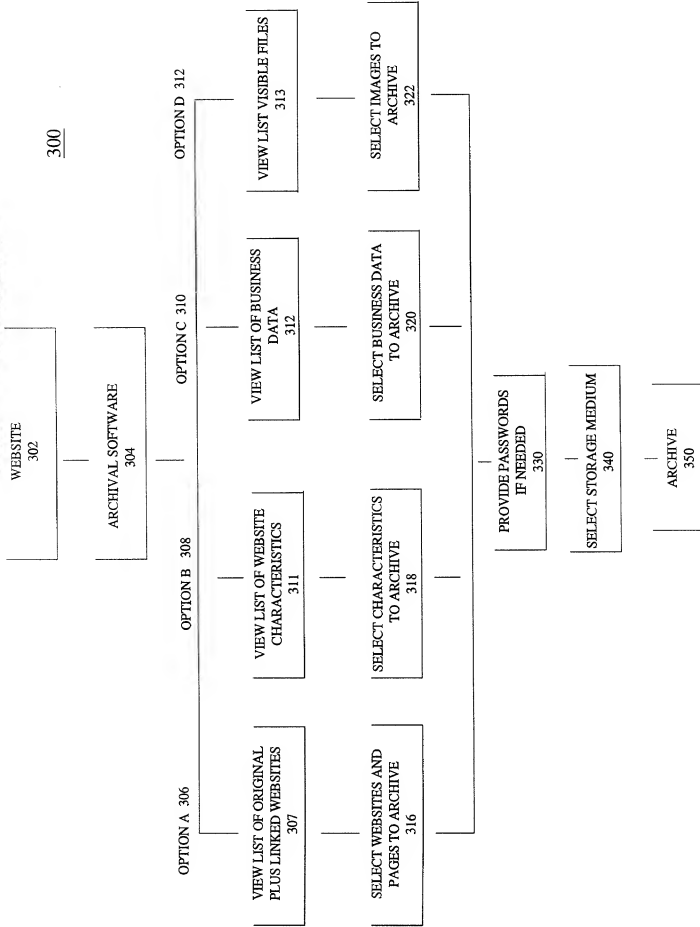 300
WEBSITE
302
ARCHIVAL SOFTWARE
304
OPTION A 306
OPTION B 308
OPTION C 310
OPTION D 312
VIEW LIST OF ORIGINAL
PLUS LINKED WEBSITES
307
VIEW LIST OF WEBSITE
CHARACTERISTICS
311
VIEW LIST OF BUSINESS
DATA
312
VIEW LIST VISIBLE FILES
313
SELECT WEBSITES AND
PAGES TO ARCHIVE
316
SELECT CHARACTERISTICS
TO ARCHIVE
318
SELECT BUSINESS DATA
TO ARCHIVE
320
SELECT IMAGES TO
ARCHIVE
322
PROVIDE PASSWORDS
IF NEEDED
330
SELECT STORAGE MEDIUM
340
ARCHIVE
350